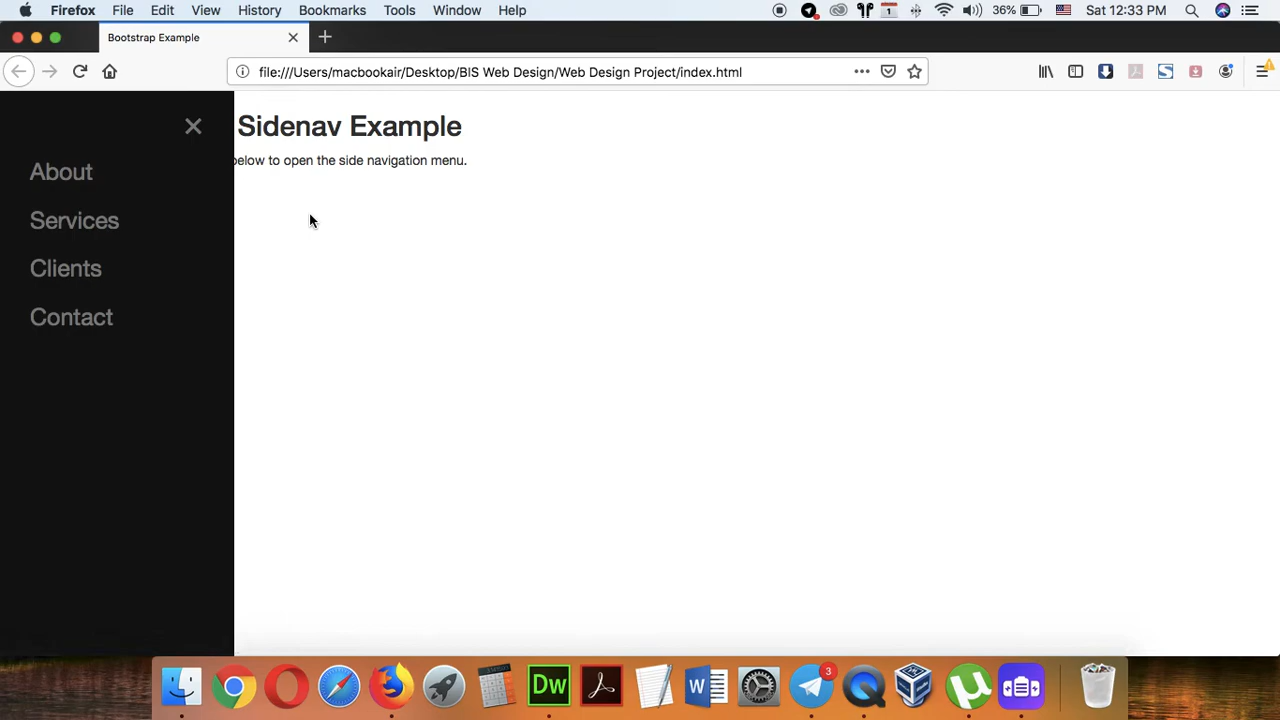 Firefox File Edit View History Bookmarks Tools Window Help 1 36% Sat 12:33 PM
Bootstrap Example
file:///Users/macbookair/Desktop/BIS Web Design/Web Design Project/index.html
Sidenav Example
below to open the side navigation menu.
About
Services
Clients
Contact
Dw
3